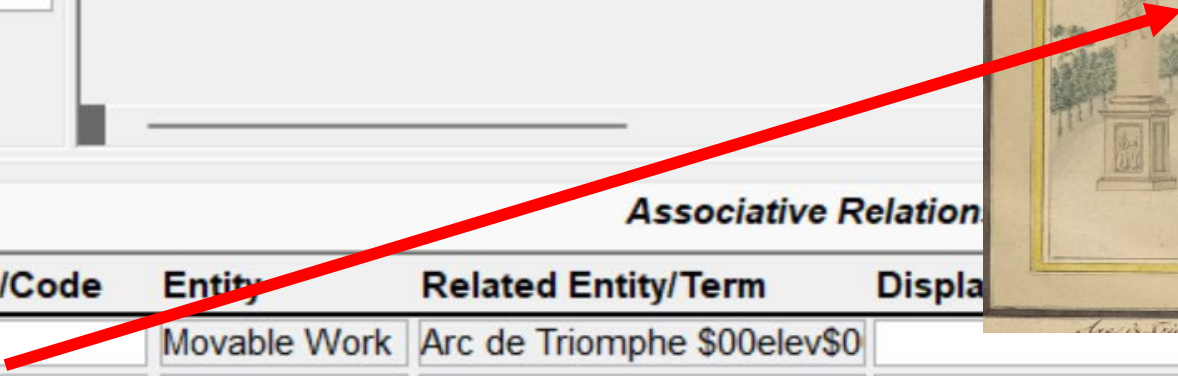 Associative Relation
/Code Entity Related Entity/Term Displa
Movable Work Arc de Triomphe $00elev$0